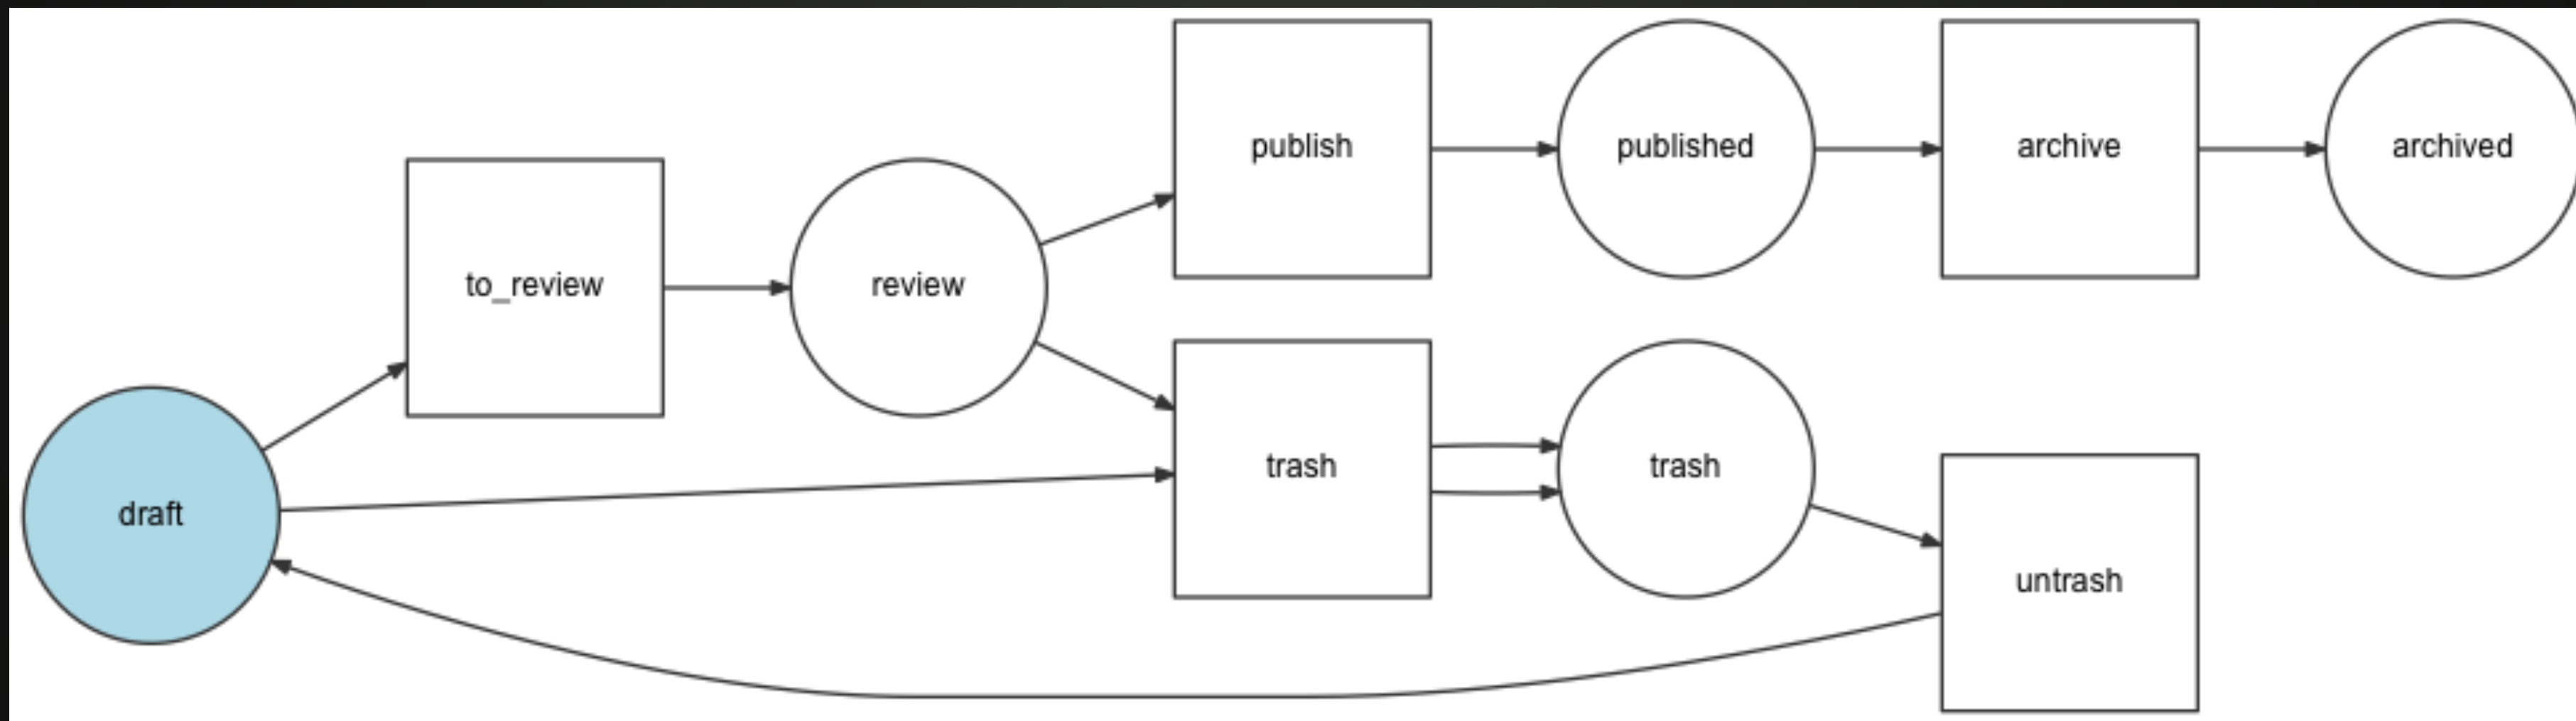 publish
published
archive
archived
to_review
review
trash
trash
draft
untrash